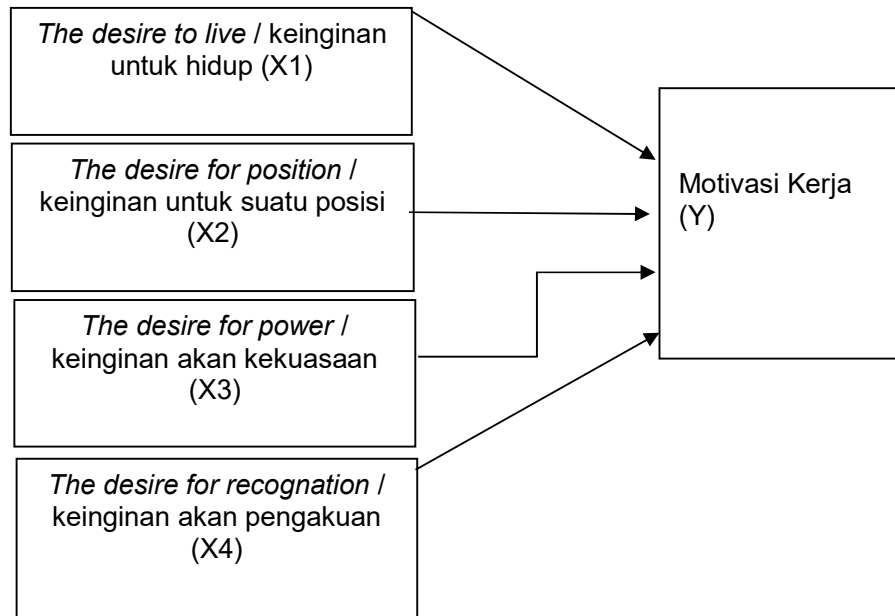 The desire to live / keinginan
untuk hidup (X1)
The desire for position /
keinginan untuk suatu posisi
(X2)
The desire for power /
keinginan akan kekuasaan
(X3)
The desire for recognation /
keinginan akan pengakuan
(X4)
Motivasi Kerja
(Y)